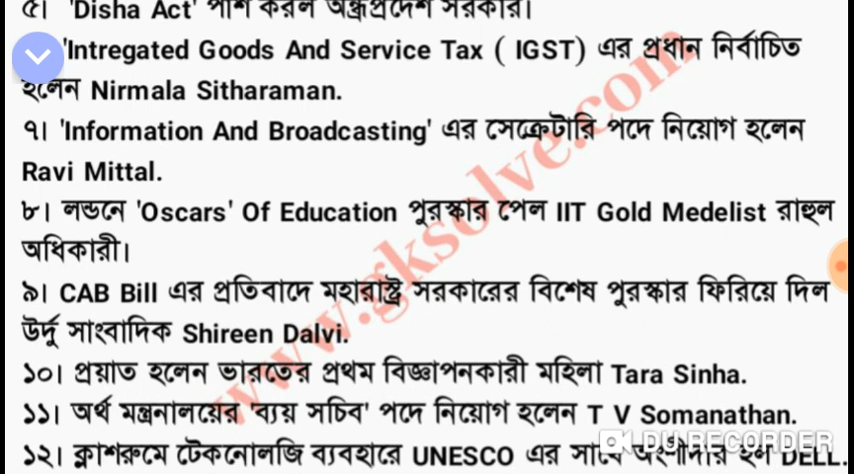 ৫। 'Disha Act' পাশ করল অন্ধ্রপ্রদেশ সরকার।
'Intregated Goods And Service Tax ( IGST) এর প্রধান নির্বাচিত
হলেন Nirmala Sitharaman.
৭। 'Information And Broadcasting' এর সেক্রেটারি পদে নিয়োগ হলেন
Ravi Mittal.
৮। লন্ডনে 'Oscars' Of Education পুরস্কার পেল IIT Gold Medelist রাহুল
অধিকারী।
৯। CAB Bill এর প্রতিবাদে মহারাষ্ট্র সরকারের বিশেষ পুরস্কার ফিরিয়ে দিল
উর্দু সাংবাদিক Shireen Dalvi.
১০। প্রয়াত হলেন ভারতের প্রথম বিজ্ঞাপনকারী মহিলা Tara Sinha.
১১। অর্থ মন্ত্রনালয়ের 'ব্যয় সচিব' পদে নিয়োগ হলেন T V Somanathan.
১২। ক্লাশরুমে টেকনোলজি ব্যবহারে UNESCO এর সাথে অংশীদার হল DELL.
www.gksolve.com
DU RECORDER